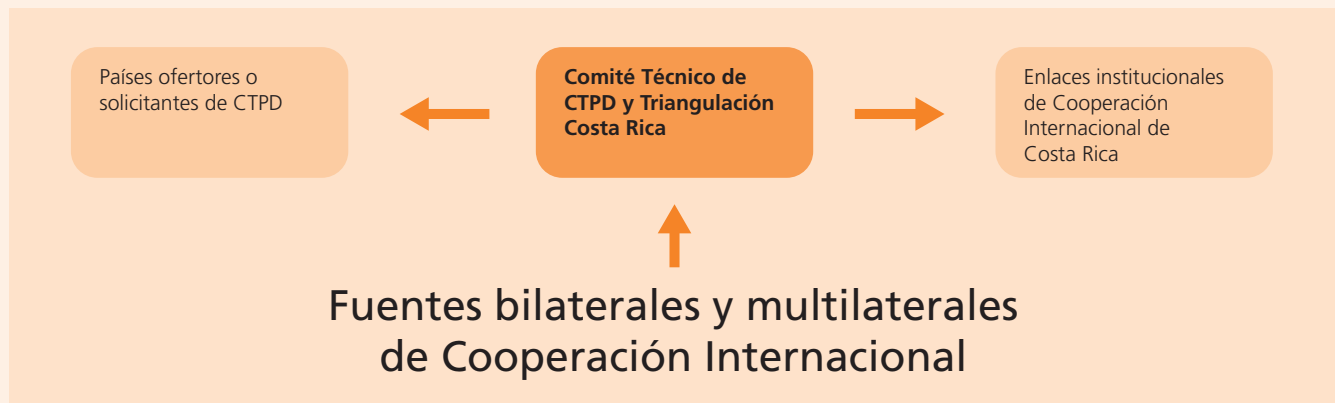 Países ofertores o
solicitantes de CTPD
Comité Técnico de
CTPD y Triangulación
Costa Rica
Enlaces institucionales
de Cooperación
Internacional de
Costa Rica
Fuentes bilaterales y multilaterales
de Cooperación Internacional